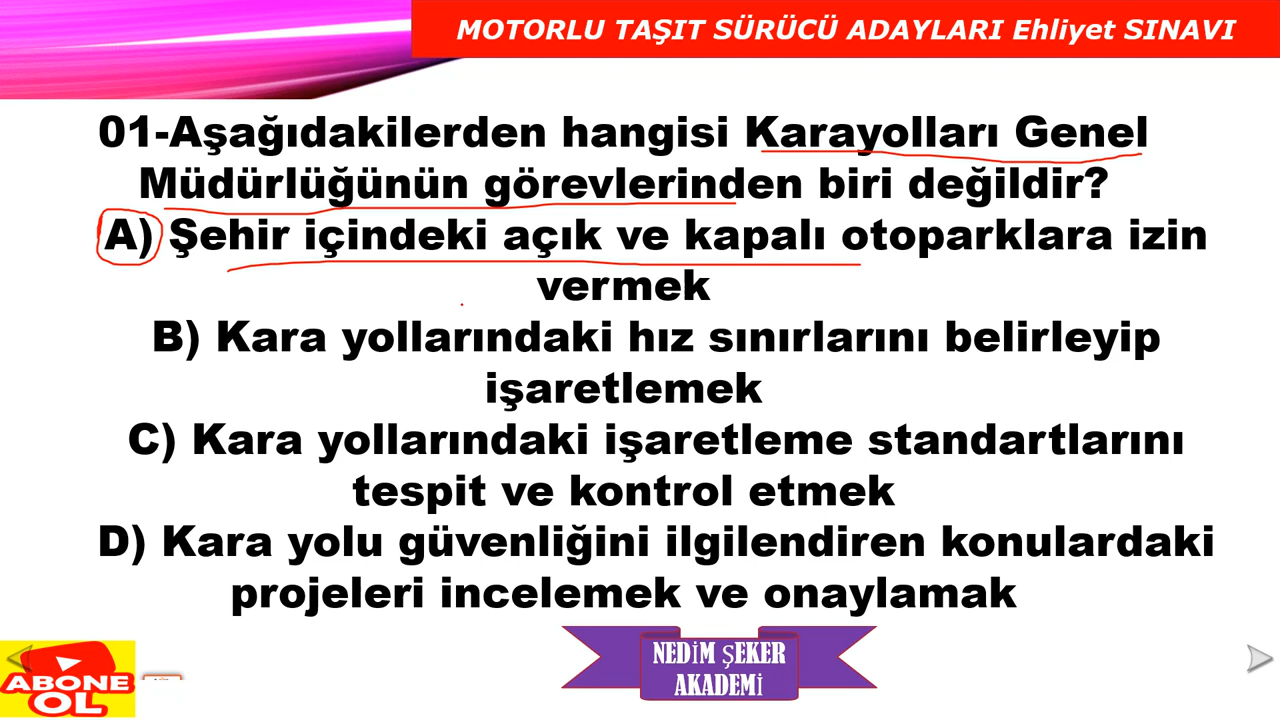 MOTORLU TAŞIT SÜRÜCÜ ADAYLARI Ehliyet SINAVI
01-Aşağıdakilerden hangisi Karayolları Genel
Müdürlüğünün görevlerinden biri değildir?
A) Şehir içindeki açık ve kapalı otoparklara izin
vermek
B) Kara yollarındaki hız sınırlarını belirleyip
işaretlemek
C) Kara yollarındaki işaretleme standartlarını
tespit ve kontrol etmek
D) Kara yolu güvenliğini ilgilendiren konulardaki
projeleri incelemek ve onaylamak
NEDİM ŞEKER
AKADEMİ
ABONE
OL